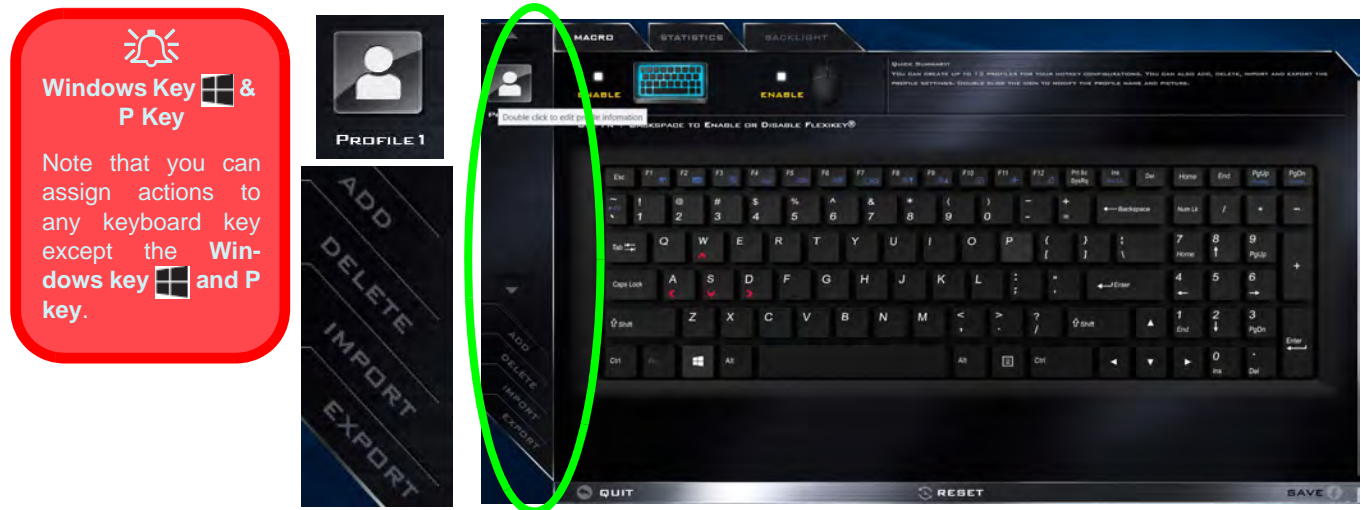 Windows Key &
P Key
Note that you can
assign actions to
any keyboard key
except the Win-
dows key and P
key.
PROFILE 1
ADD
DELETE
IMPORT
EXPORT
MACRO STATISTICS BACKLIGHT
ENABLE ENABLE
QUICK SUMMARY
YOU CAN CREATE UP TO 12 PROFILES FOR YOUR HOTKEY CONFIGURATIONS. YOU CAN ALSO ADD, DELETE, IMPORT AND EXPORT THE
PROFILE SETTINGS. DOUBLE CLICK THE ICON TO MODIFY THE PROFILE NAME AND PICTURE.
Double click to edit profile infomation
BACKSPACE TO ENABLE OR DISABLE FLEXIKEY®
Esc F1 F2 F3 F4 F5 F6 F7 F8 F9 F10 F11 F12 Prt Sc Ins Del Home End PgUp PgDn
SysRq
~ ! @ # $ % ^ & * ( ) - +
` 1 2 3 4 5 6 7 8 9 0 = Backspace Num Lk / * -
Tab Q W E R T Y U I O P { } : 7 8 9
[ ] \ Home PgUp
+
Caps Lock A S D F G H J K L : " Enter 4 5 6
; '
Shift Z X C V B N M < > ? Shift 1 2 3
, . / End PgDn
Enter
Ctrl Alt Alt Ctrl 0 .
Ins Del
ADD
DELETE
IMPORT
EXPORT
QUIT RESET SAVE